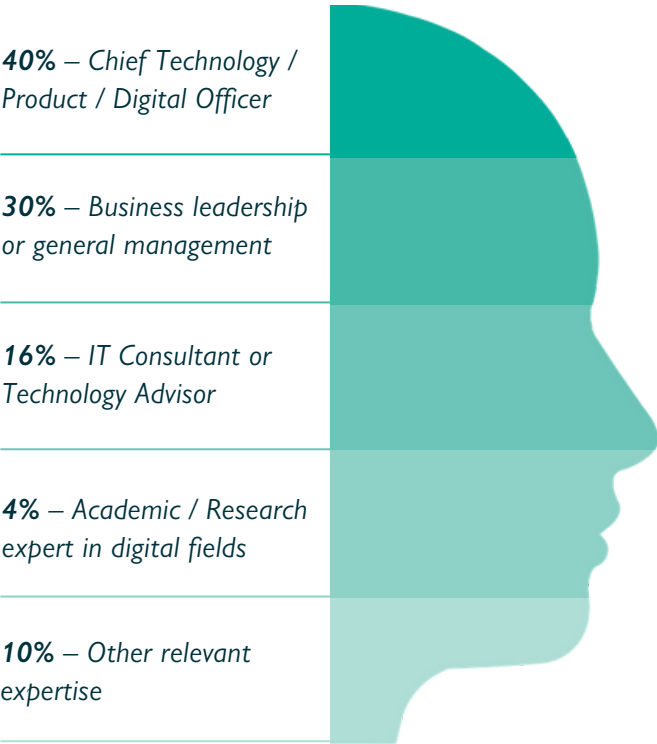 40% – Chief Technology /
Product / Digital Officer
30% – Business leadership
or general management
16% – IT Consultant or
Technology Advisor
4% – Academic / Research
expert in digital fields
10% – Other relevant
expertise